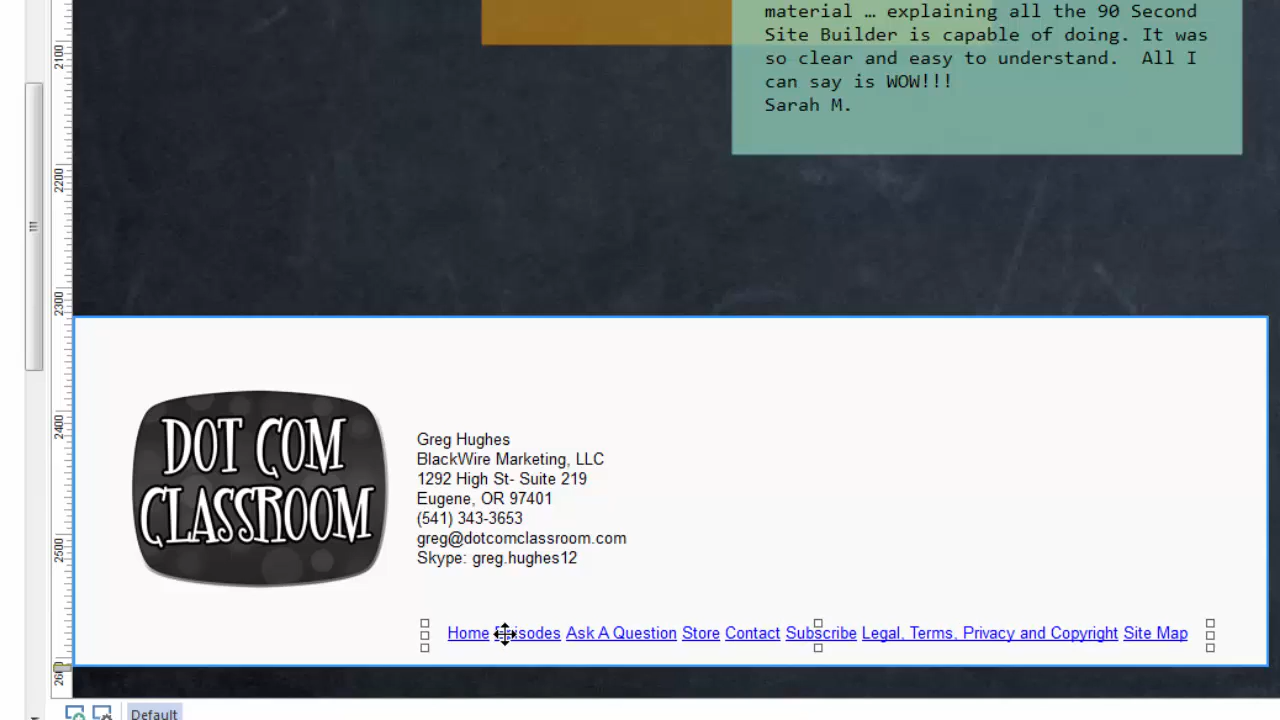 material … explaining all the 90 Second
Site Builder is capable of doing. It was
so clear and easy to understand.  All I
can say is WOW!!!
Sarah M.
2100
2200
2300
2400
2500
DOT COM
CLASSROOM
Greg Hughes
BlackWire Marketing, LLC
1292 High St- Suite 219
Eugene, OR 97401
(541) 343-3653
greg@dotcomclassroom.com
Skype: greg.hughes12
Home Episodes Ask A Question Store Contact Subscribe Legal, Terms, Privacy and Copyright Site Map
Default